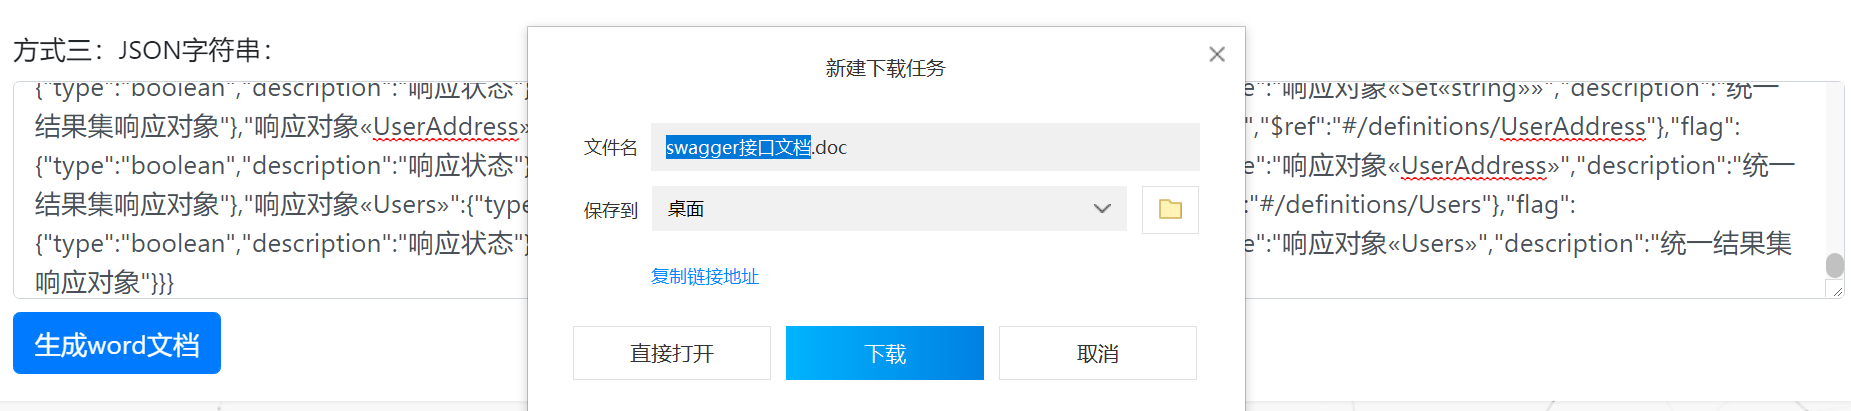 方式三：JSON字符串：
{"type":"boolean","description":"响应状态"}
e":"响应对象«Set«string»»","description":"统一
结果集响应对象"},"响应对象«UserAddress»
","$ref":"#/definitions/UserAddress"},"flag":
{"type":"boolean","description":"响应状态"}
e":"响应对象«UserAddress»","description":"统一
结果集响应对象"},"响应对象«Users»":{"type
"#/definitions/Users"},"flag":
{"type":"boolean","description":"响应状态"}
e":"响应对象«Users»","description":"统一结果集
响应对象"}}}
生成word文档
新建下载任务
文件名 swagger接口文档.doc
保存到 桌面
复制链接地址
直接打开 下载 取消